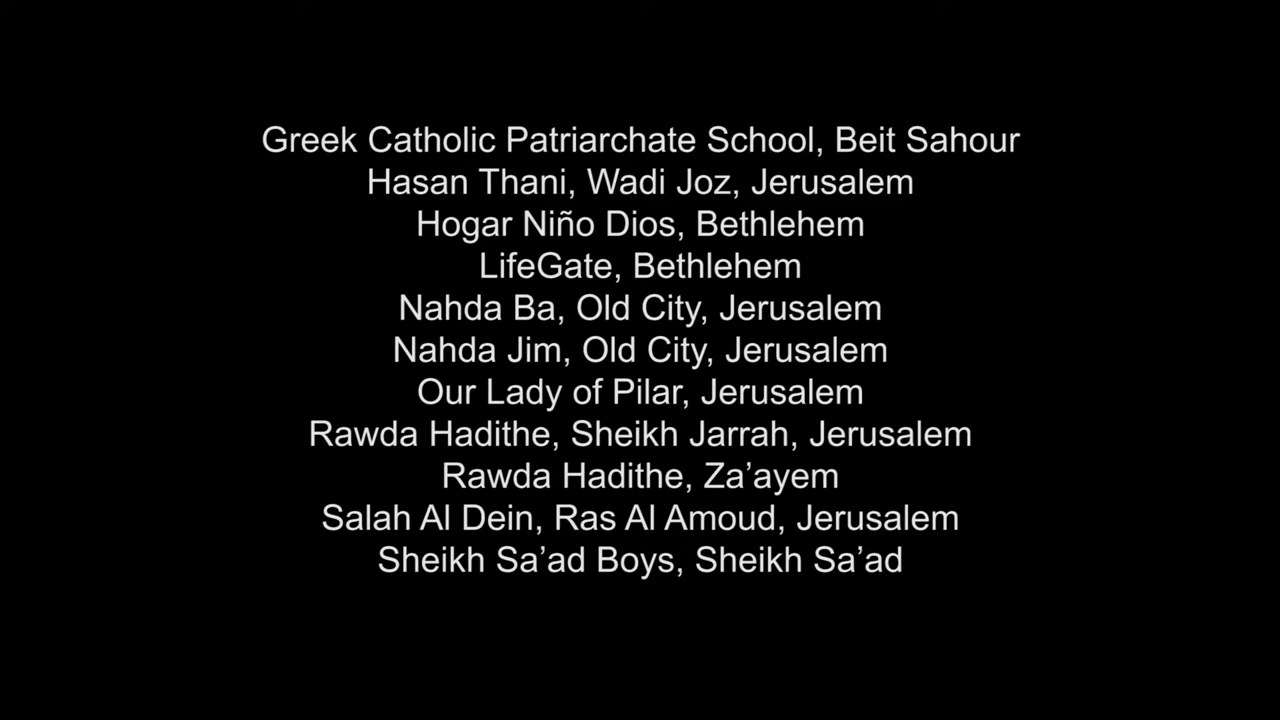 Greek Catholic Patriarchate School, Beit Sahour
Hasan Thani, Wadi Joz, Jerusalem
Hogar Niño Dios, Bethlehem
LifeGate, Bethlehem
Nahda Ba, Old City, Jerusalem
Nahda Jim, Old City, Jerusalem
Our Lady of Pilar, Jerusalem
Rawda Hadithe, Sheikh Jarrah, Jerusalem
Rawda Hadithe, Za’ayem
Salah Al Dein, Ras Al Amoud, Jerusalem
Sheikh Sa’ad Boys, Sheikh Sa’ad